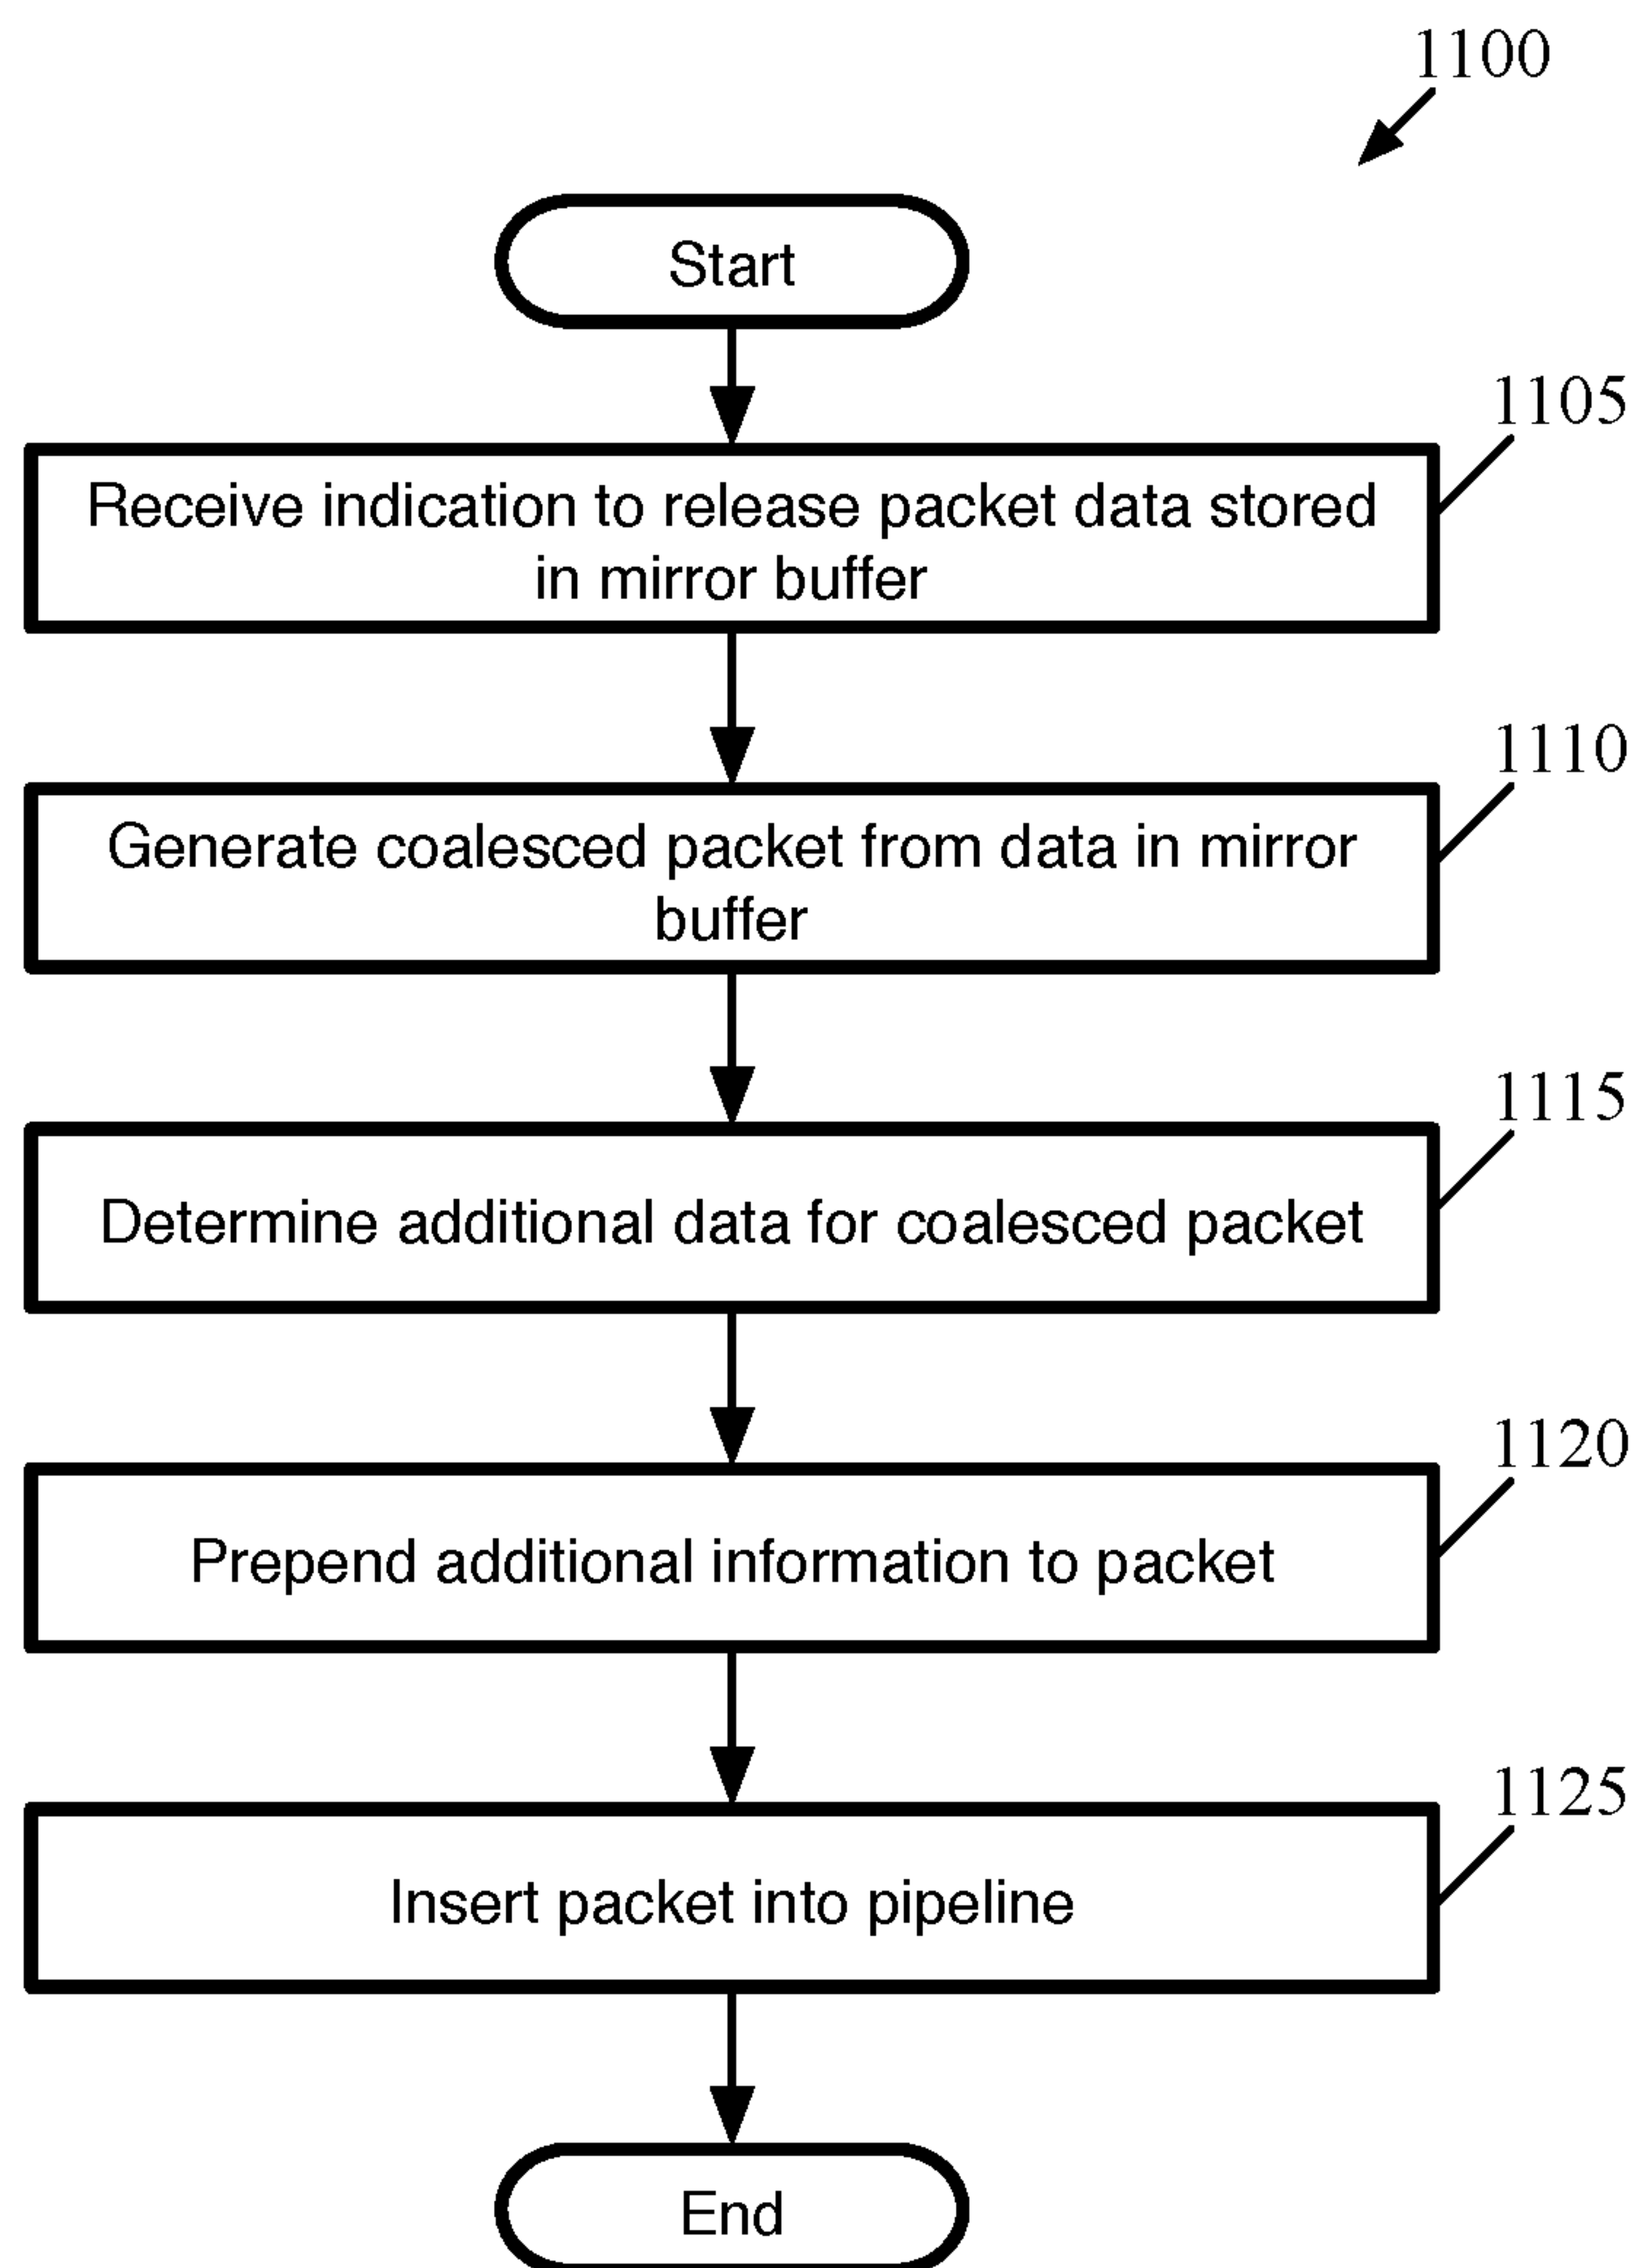 1100
Start
1105
Receive indication to release packet data stored
in mirror buffer
1110
Generate coalesced packet from data in mirror
buffer
1115
Determine additional data for coalesced packet
1120
Prepend additional information to packet
1125
Insert packet into pipeline
End